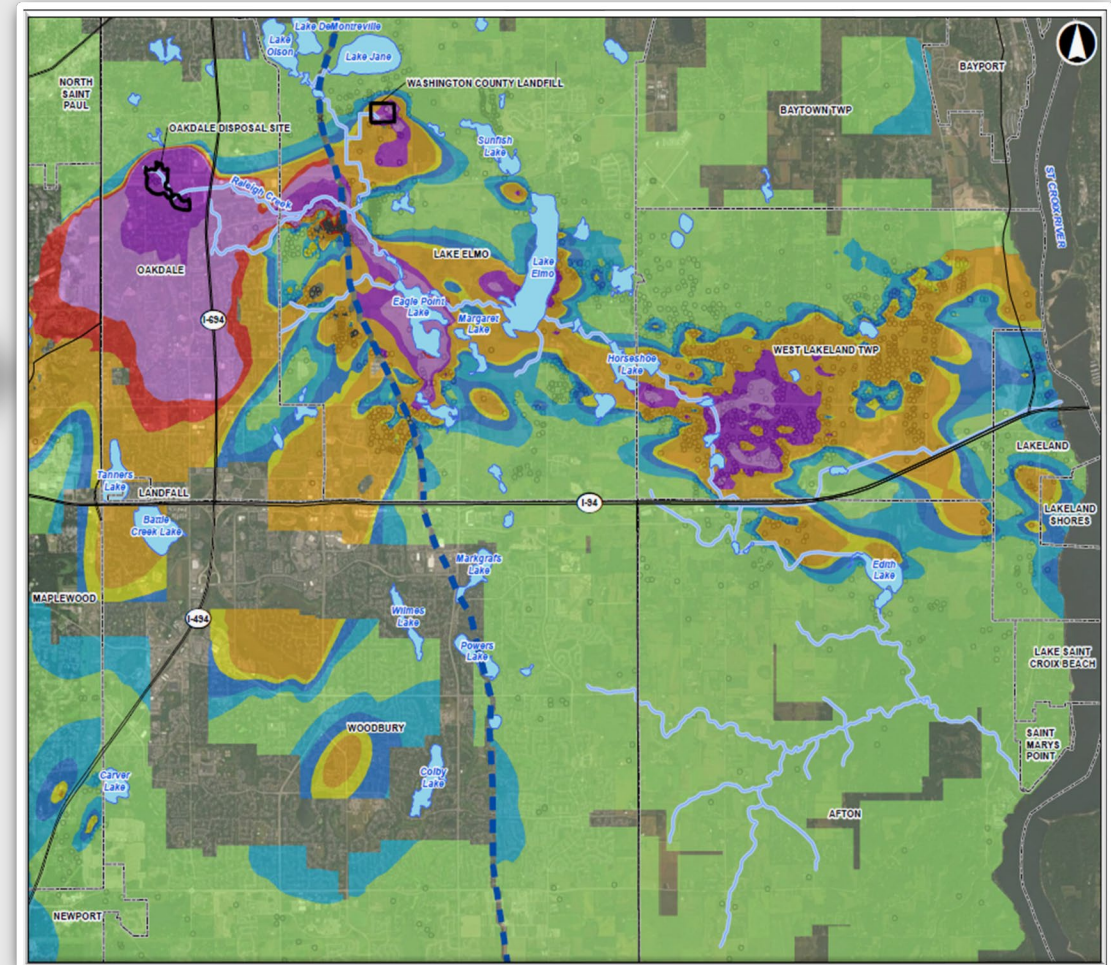 Lake DeMontreville
Lake
Olson
Lake Jane
NORTH
SAINT
PAUL
WASHINGTON COUNTY LANDFILL
BAYPORT
BAYTOWN TWP
OAKDALE DISPOSAL SITE
Sunfish
Lake
Raleigh Creek
ST CROIX RIVER
OAKDALE
LAKE ELMO
Lake
Elmo
Eagle Point
Lake
Margaret
Lake
I-694
WEST LAKELAND TWP
Horseshoe
Lake
Tanners
Lake
LANDFALL
LAKELAND
I-94
LAKELAND
SHORES
Battle
Creek Lake
Markgrafs
Lake
Edith
Lake
MAPLEWOOD
I-494
Wilmes
Lake
Powers
Lake
LAKE SAINT
CROIX BEACH
WOODBURY
SAINT
MARYS
POINT
Carver
Lake
Colby
Lake
AFTON
NEWPORT